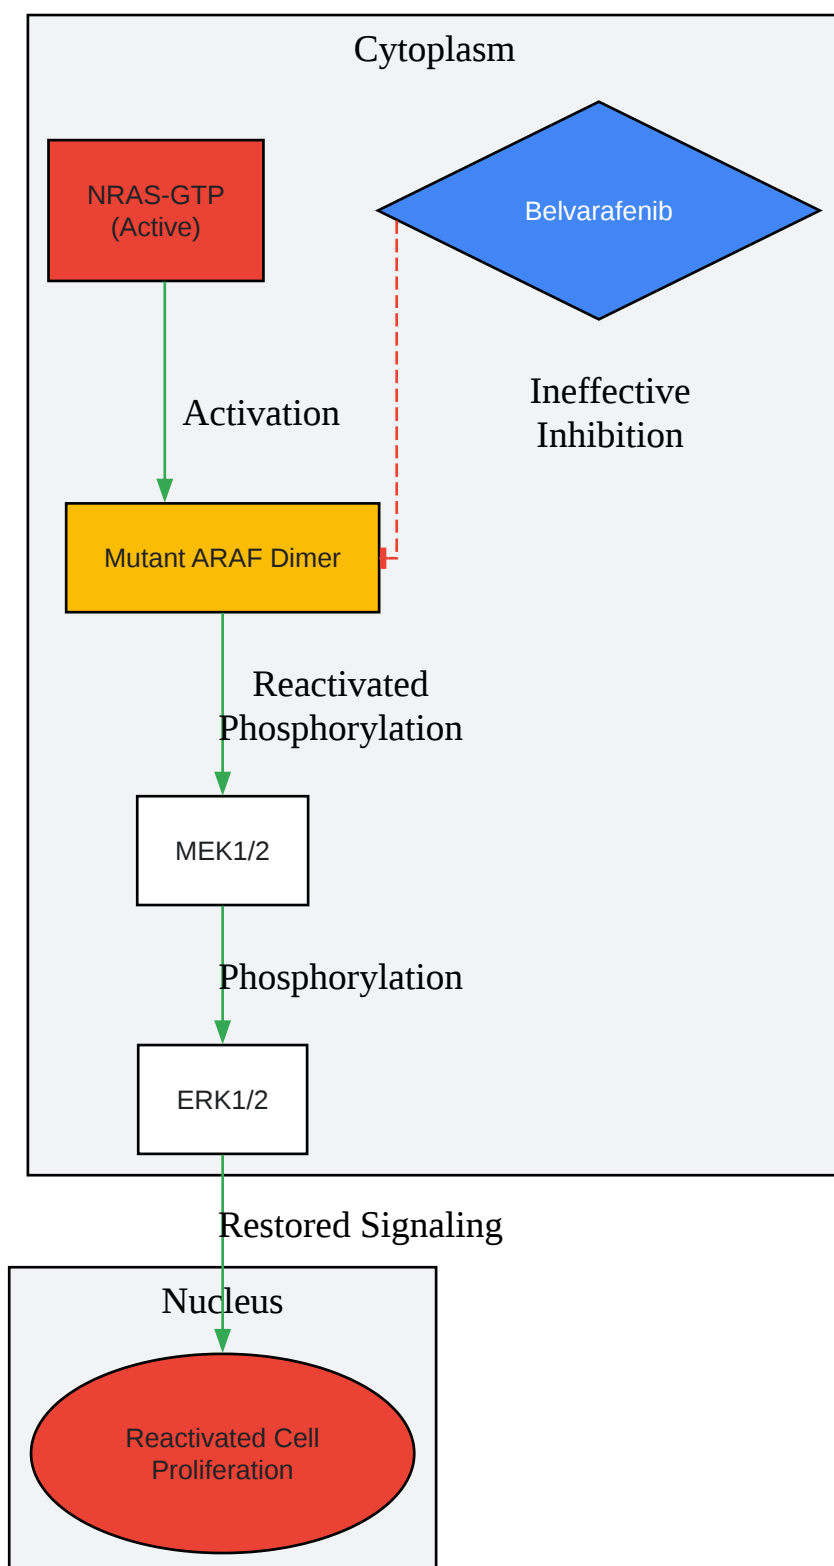 Cytoplasm
NRAS-GTP
(Active)
Belvarafenib
Activation
Ineffective
Inhibition
Mutant ARAF Dimer
Reactivated
Phosphorylation
MEK1/2
Phosphorylation
ERK1/2
Restored Signaling
Nucleus
Reactivated Cell
Proliferation